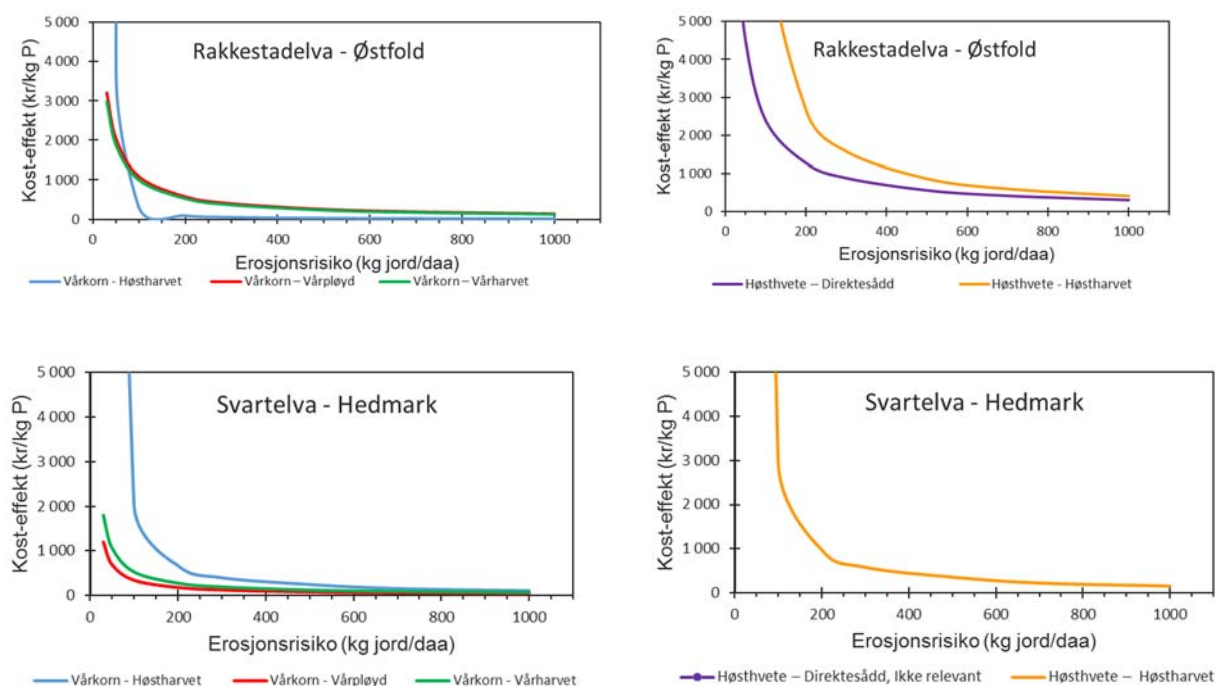 Rakkestadelva - Østfold
Kost-effekt (kr/kg P)
5 000
4 000
3 000
2 000
1 000
0
0 200 400 600 800 1000
Erosjonsrisiko (kg jord/daa)
Vårkorn - Høstharvet Vårkorn – Vårpløyd Vårkorn – Vårharvet
Rakkestadelva - Østfold
Kost-effekt (kr/kg P)
5 000
4 000
3 000
2 000
1 000
0
0 200 400 600 800 1000
Erosjonsrisiko (kg jord/daa)
Høsthvete – Direktesådd Høsthvete - Høstharvet
Svartelva - Hedmark
Kost-effekt (kr/kg P)
5 000
4 000
3 000
2 000
1 000
0
0 200 400 600 800 1000
Erosjonsrisiko (kg jord/daa)
Vårkorn - Høstharvet Vårkorn - Vårpløyd Vårkorn - Vårharvet
Svartelva - Hedmark
Kost-effekt (kr/kg P)
5 000
4 000
3 000
2 000
1 000
0
0 200 400 600 800 1000
Erosjonsrisiko (kg jord/daa)
Høsthvete – Direktesådd, Ikke relevant Høsthvete – Høstharvet